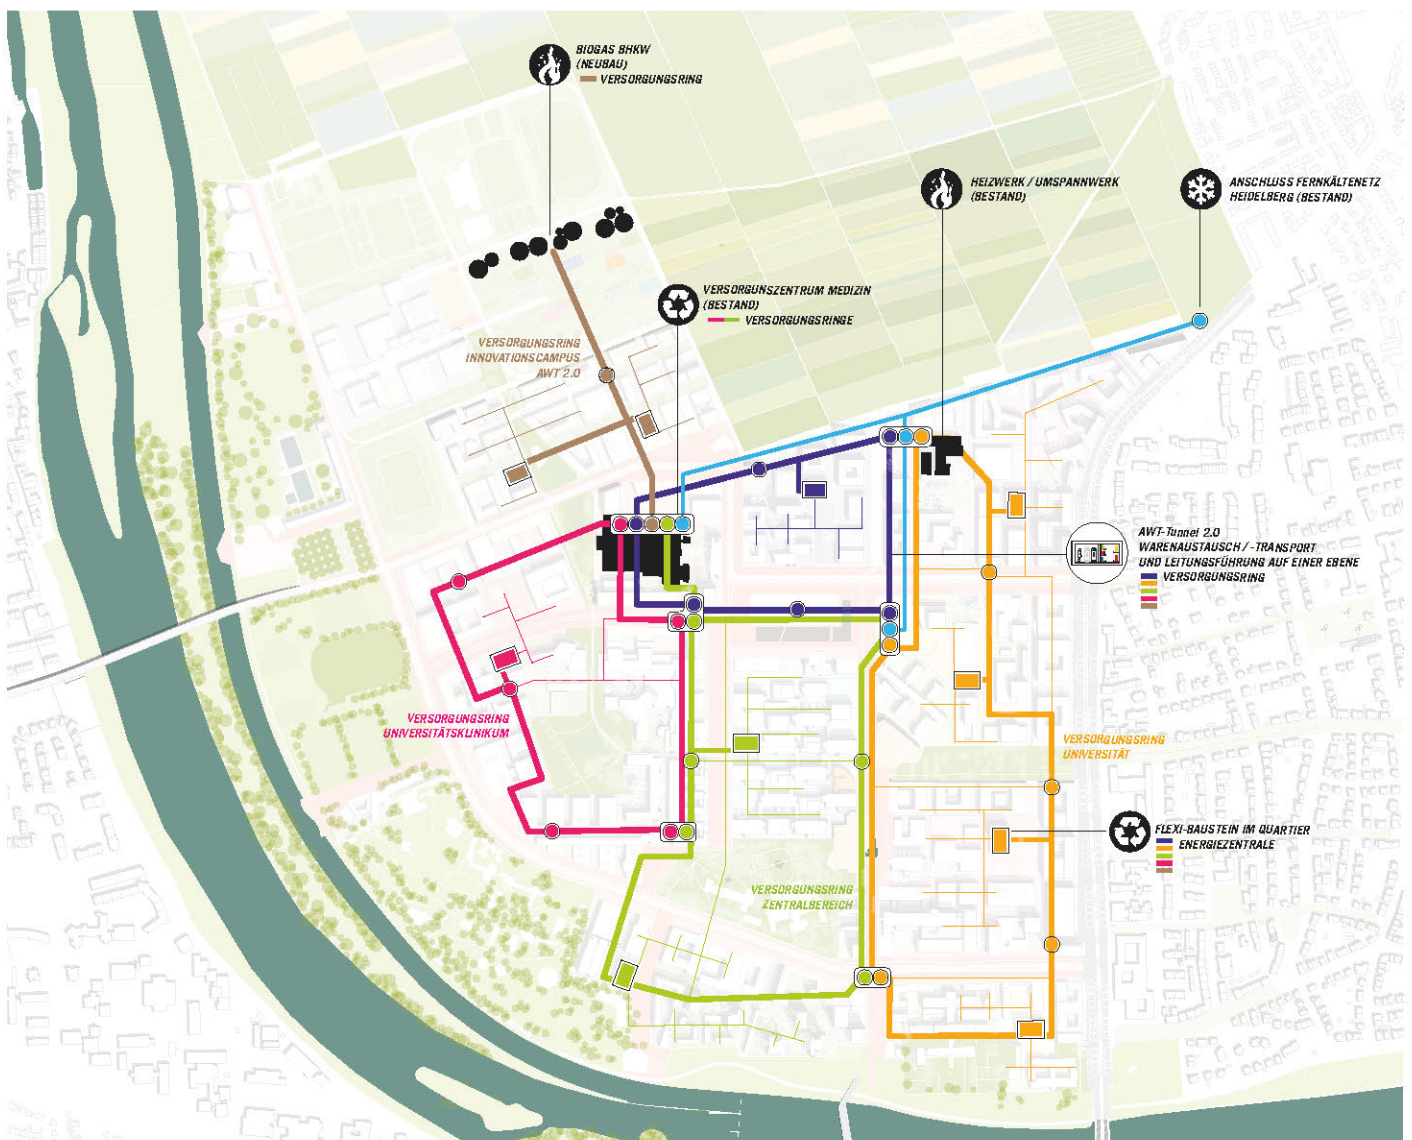 BIOGAS BHKW
(NEUBAU)
VERSORGUNGSRING
HEIZWERK / UMSPANNWERK
(BESTAND)
ANSCHLUSS FERNKÄLTENETZ
HEIDELBERG (BESTAND)
VERSORGUNSZENTRUM MEDIZIN
(BESTAND)
VERSORGUNGSRINGE
VERSORGUNGSRING
INNOVATIONSCAMPUS
AWT 2.0
AWT-Tunnel 2.0
WARENAUSTAUSCH / -TRANSPORT
UND LEITUNGSFÜHRUNG AUF EINER EBENE
VERSORGUNGSRING
VERSORGUNGSRING
UNIVERSITÄTSKLINIKUM
VERSORGUNGSRING
UNIVERSITÄT
FLEXI-BAUSTEIN IM QUARTIER
ENERGIEZENTRALE
VERSORGUNGSRING
ZENTRALBEREICH